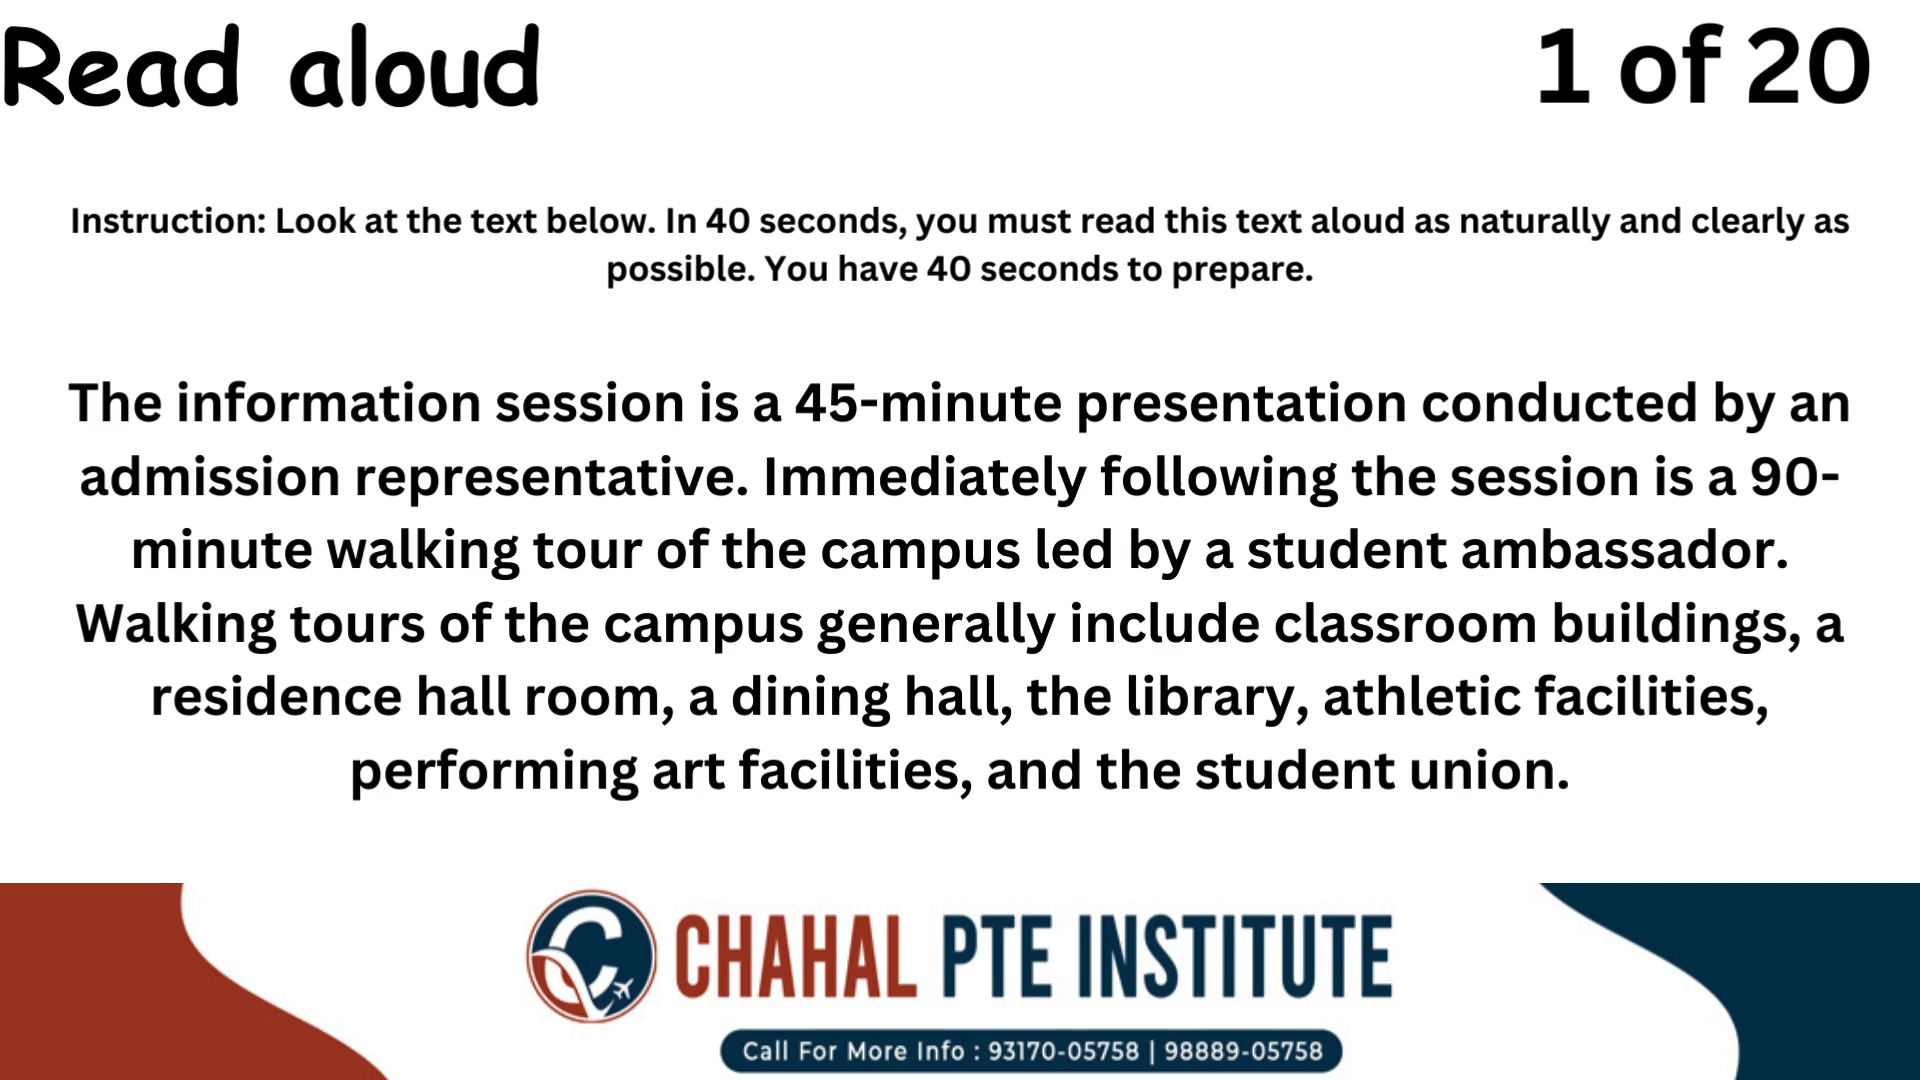 Read aloud
1 of 20
Instruction: Look at the text below. In 40 seconds, you must read this text aloud as naturally and clearly as
possible. You have 40 seconds to prepare.
The information session is a 45-minute presentation conducted by an
admission representative. Immediately following the session is a 90-
minute walking tour of the campus led by a student ambassador.
Walking tours of the campus generally include classroom buildings, a
residence hall room, a dining hall, the library, athletic facilities,
performing art facilities, and the student union.
CHAHAL PTE INSTITUTE
Call For More Info : 93170-05758 | 98889-05758